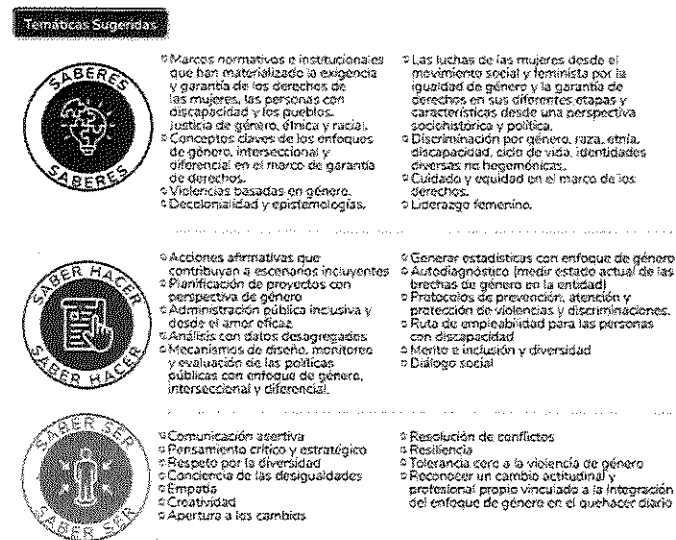 Temáticas Sugeridas
SABERES
SABERES
Marcos normativos e institucionales
que han materializado la exigencia
y garantía de los derechos de
las mujeres, las personas con
discapacidad y los pueblos.
Justicia de género, étnica y racial.
Conceptos claves de los enfoques
de género, interseccional y
diferencial en el marco de garantía
de derechos.
Violencias basadas en género.
Decolonialidad y epistemologías.
Las luchas de las mujeres desde el
movimiento social y feminista por la
igualdad de género y la garantía de
derechos en sus diferentes etapas y
características desde una perspectiva
sociohistórica y política.
Discriminación por género, raza, etnia,
discapacidad, ciclo de vida, identidades
diversas no hegemónicas.
Cuidado y equidad en el marco de los
derechos.
Liderazgo femenino.
SABER HACER
SABER HACER
Acciones afirmativas que
contribuyan a escenarios incluyentes
Planificación de proyectos con
perspectiva de género
Administración pública inclusiva y
desde el amor eficaz
Análisis con datos desagregados
Mecanismos de diseño, monitoreo
y evaluación de las políticas
públicas con enfoque de género,
interseccional y diferencial.
Generar estadísticas con enfoque de género
Autodiagnóstico (medir estado actual de las
brechas de género en la entidad)
Protocolos de prevención, atención y
protección de violencias y discriminaciones.
Ruta de empleabilidad para las personas
con discapacidad
Merito e inclusión y diversidad
Diálogo social
SABER SER
SABER SER
Comunicación asertiva
Pensamiento crítico y estratégico
Respeto por la diversidad
Conciencia de las desigualdades
Empatía
Creatividad
Apertura a los cambios
Resolución de conflictos
Resiliencia
Tolerancia cero a la violencia de género
Reconocer un cambio actitudinal y
profesional propio vinculado a la integración
del enfoque de género en el quehacer diario